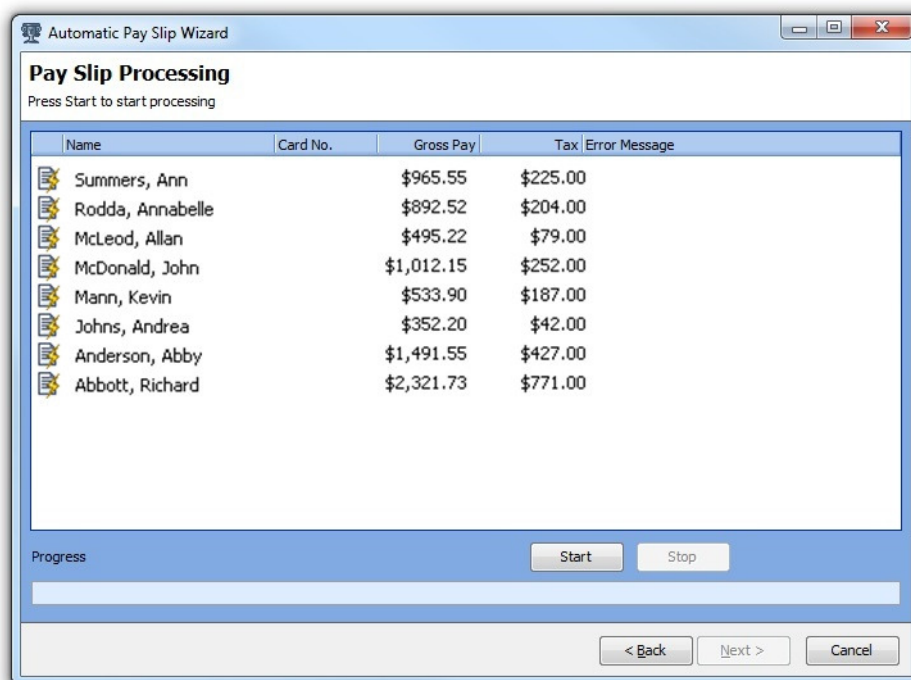 Automatic Pay Slip Wizard
Pay Slip Processing
Press Start to start processing
Name Card No. Gross Pay Tax Error Message
Summers, Ann $965.55 $225.00
Rodda, Annabelle $892.52 $204.00
McLeod, Allan $495.22 $79.00
McDonald, John $1,012.15 $252.00
Mann, Kevin $533.90 $187.00
Johns, Andrea $352.20 $42.00
Anderson, Abby $1,491.55 $427.00
Abbott, Richard $2,321.73 $771.00
Progress Start Stop
< Back Next > Cancel